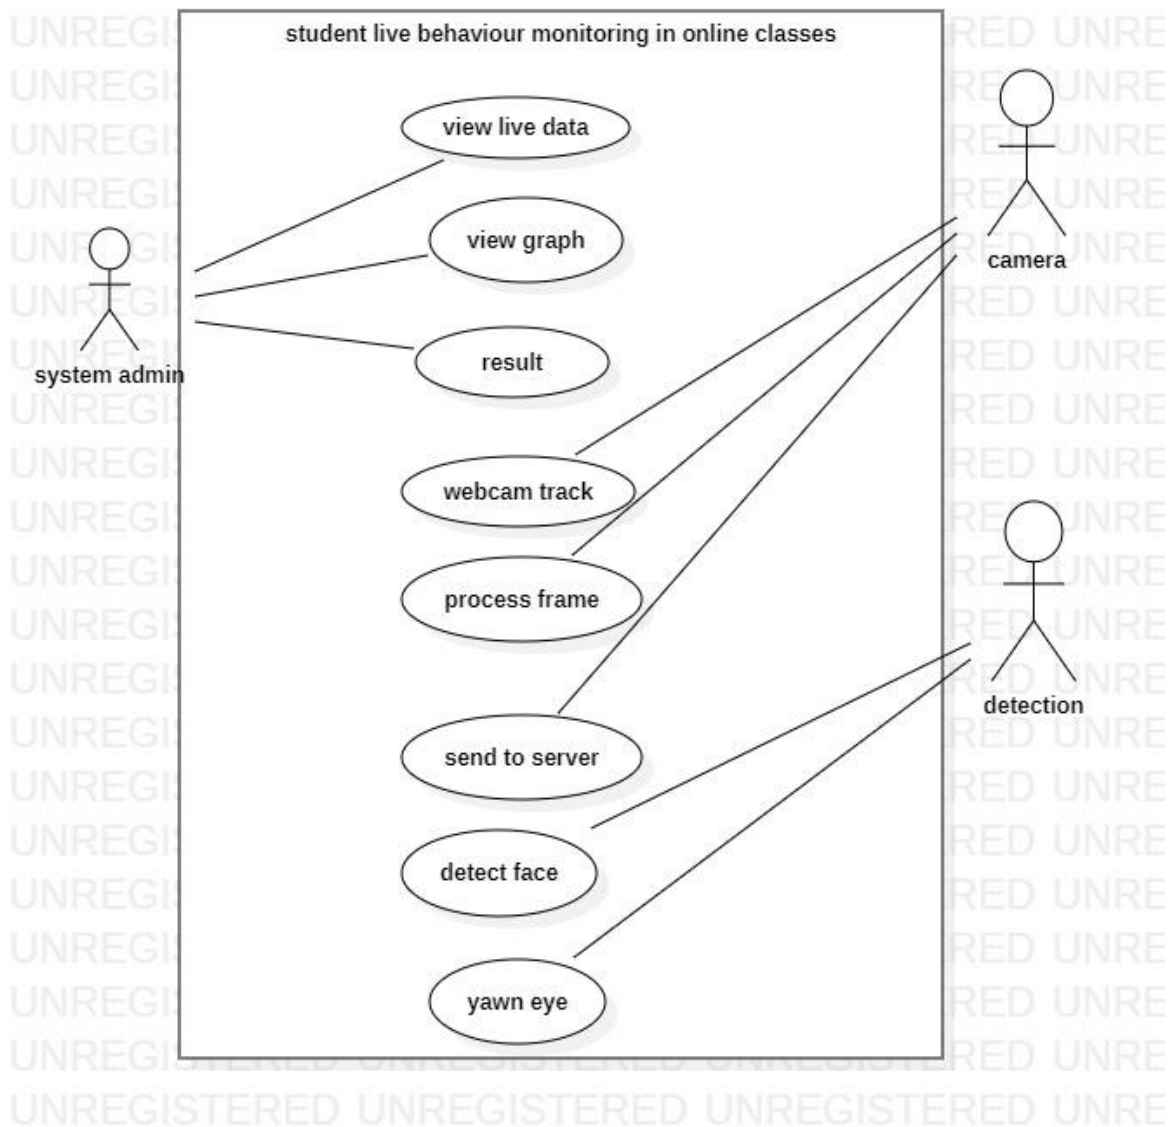 student live behaviour monitoring in online classes
view live data
view graph
camera
result
system admin
webcam track
process frame
detection
send to server
detect face
yawn eye
UNREGISTERED UNREGISTERED UNREGISTERED UNRE